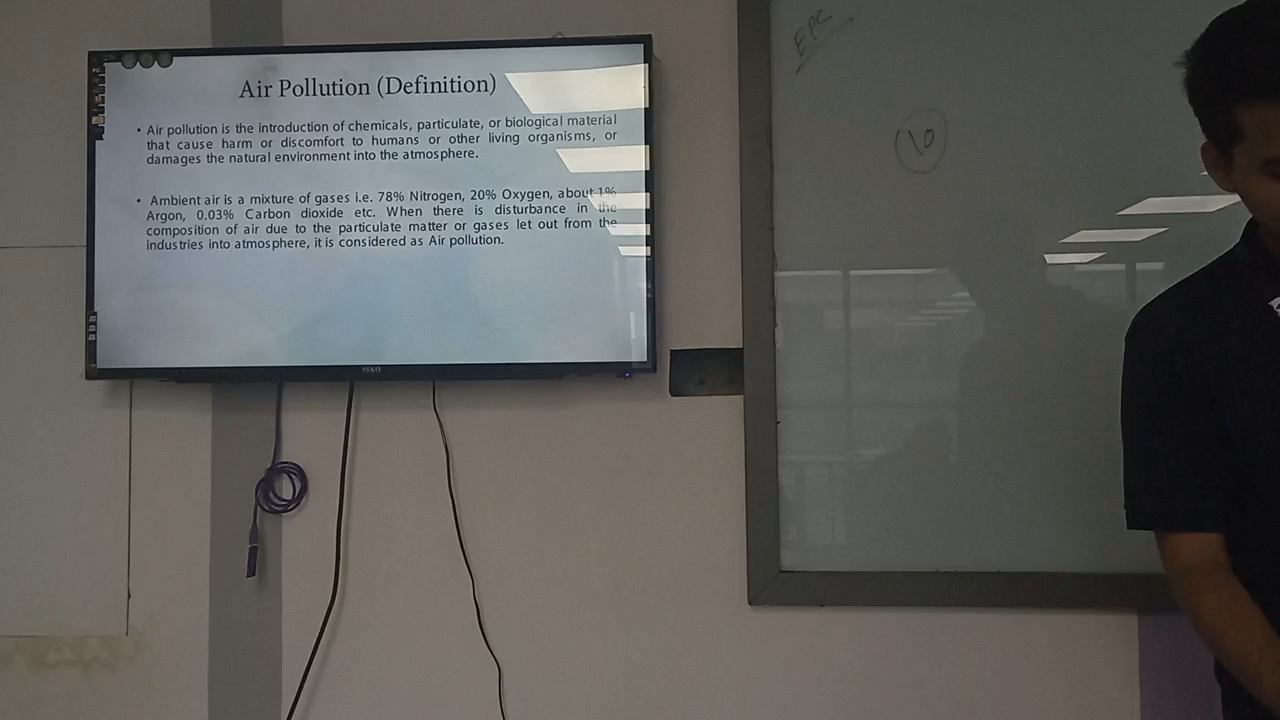 Air Pollution (Definition)
• Air pollution is the introduction of chemicals, particulate, or biological material
that cause harm or discomfort to humans or other living organisms, or
damages the natural environment into the atmosphere.
• Ambient air is a mixture of gases i.e. 78% Nitrogen, 20% Oxygen, about 1%
Argon, 0.03% Carbon dioxide etc. When there is disturbance in the
composition of air due to the particulate matter or gases let out from the
industries into atmosphere, it is considered as Air pollution.
EPC
10